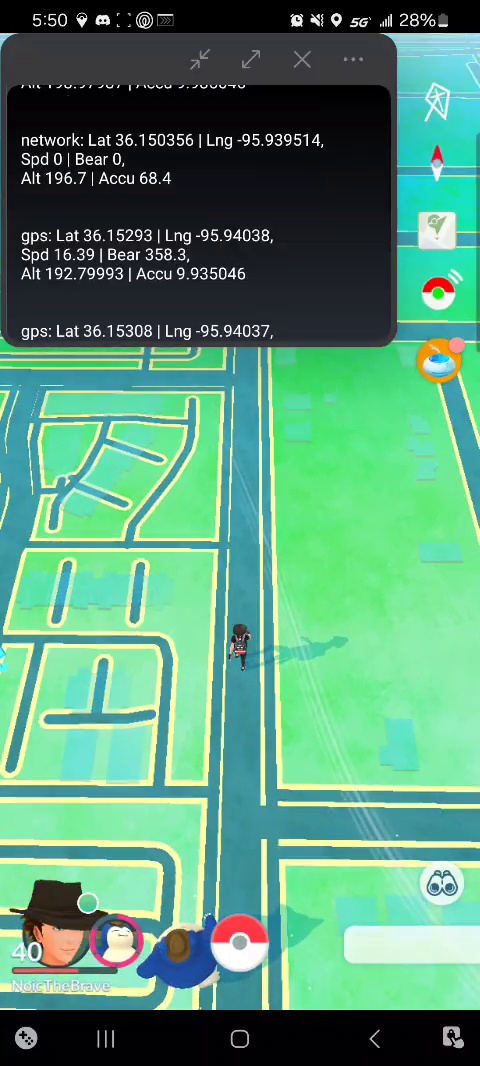 5:50
5G
28%
network: Lat 36.150356 | Lng -95.939514,
Spd 0 | Bear 0,
Alt 196.7 | Accu 68.4
gps: Lat 36.15293 | Lng -95.94038,
Spd 16.39 | Bear 358.3,
Alt 192.79993 | Accu 9.935046
gps: Lat 36.15308 | Lng -95.94037,
40
NoicTheBrave